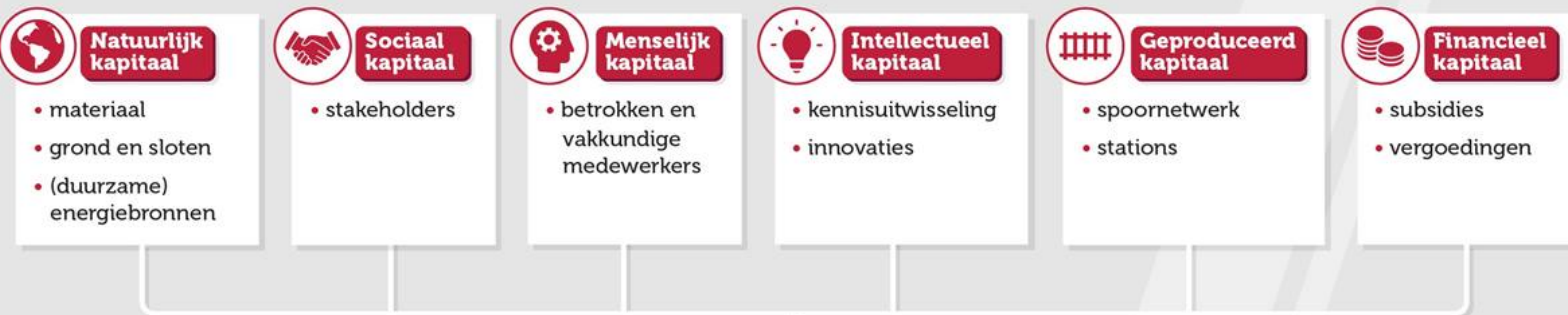 Natuurlijk
kapitaal
• materiaal
• grond en sloten
• (duurzame)
energiebronnen
Sociaal
kapitaal
• stakeholders
Menselijk
kapitaal
• betrokken en
vakkundige
medewerkers
Intellectueel
kapitaal
• kennisuitwisseling
• innovaties
Geproduceerd
kapitaal
• spoornetwerk
• stations
Financieel
kapitaal
• subsidies
• vergoedingen